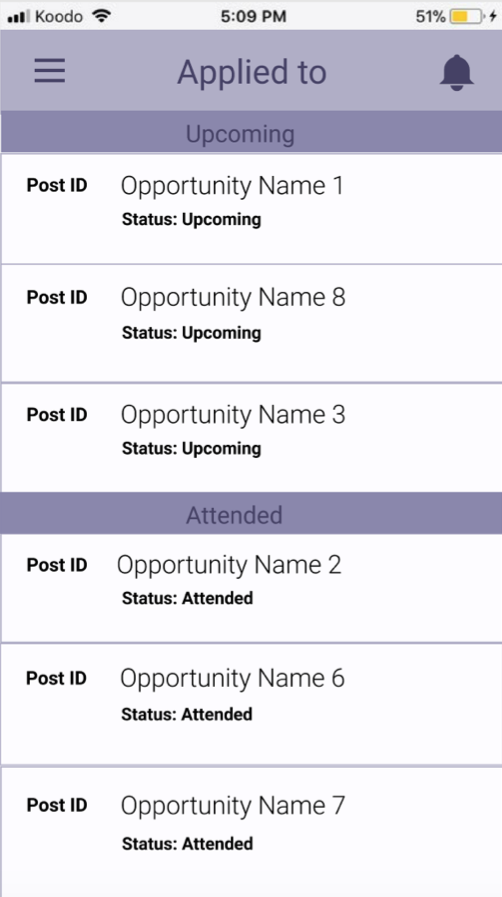 Koodo 5:09 PM 51%
Applied to
Upcoming
Post ID Opportunity Name 1
Status: Upcoming
Post ID Opportunity Name 8
Status: Upcoming
Post ID Opportunity Name 3
Status: Upcoming
Attended
Post ID Opportunity Name 2
Status: Attended
Post ID Opportunity Name 6
Status: Attended
Post ID Opportunity Name 7
Status: Attended